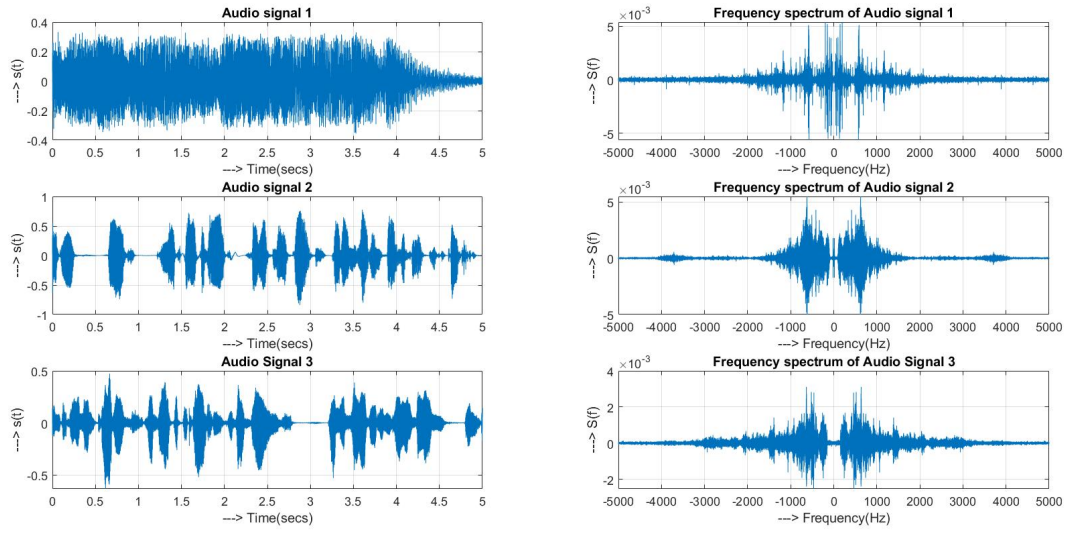 Audio signal 1
0.4
0.2
0
-0.2
-0.4
---> s(t)
0 0.5 1 1.5 2 2.5 3 3.5 4 4.5 5
---> Time(secs)
Frequency spectrum of Audio signal 1
×10-3
5
0
-5
---> S(f)
-5000 -4000 -3000 -2000 -1000 0 1000 2000 3000 4000 5000
---> Frequency(Hz)
Audio signal 2
1
0.5
0
-0.5
-1
---> s(t)
0 0.5 1 1.5 2 2.5 3 3.5 4 4.5 5
---> Time(secs)
Frequency spectrum of Audio signal 2
×10-3
5
0
-5
---> S(f)
-5000 -4000 -3000 -2000 -1000 0 1000 2000 3000 4000 5000
---> Frequency(Hz)
Audio Signal 3
0.5
0
-0.5
---> s(t)
0 0.5 1 1.5 2 2.5 3 3.5 4 4.5 5
---> Time(secs)
Frequency spectrum of Audio Signal 3
×10-3
4
2
0
-2
---> S(f)
-5000 -4000 -3000 -2000 -1000 0 1000 2000 3000 4000 5000
---> Frequency(Hz)